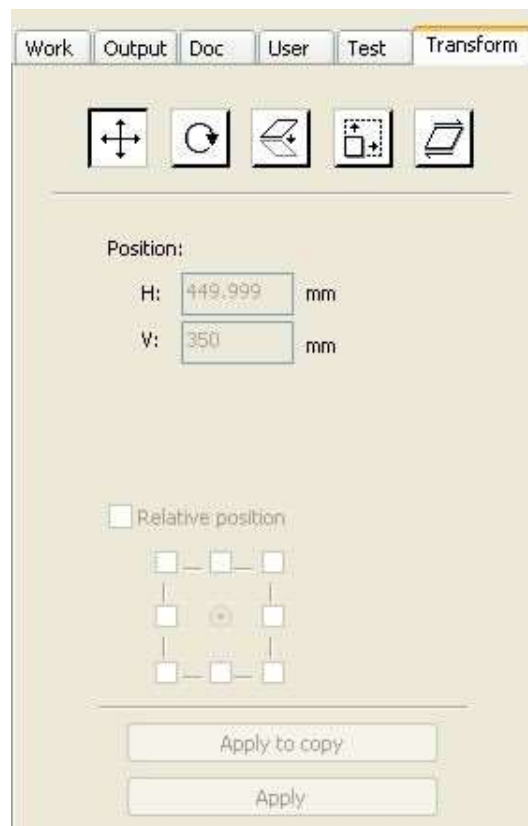 Work Output Doc User Test Transform
Position:
H: 449.999 mm
V: 350 mm
Relative position
Apply to copy
Apply